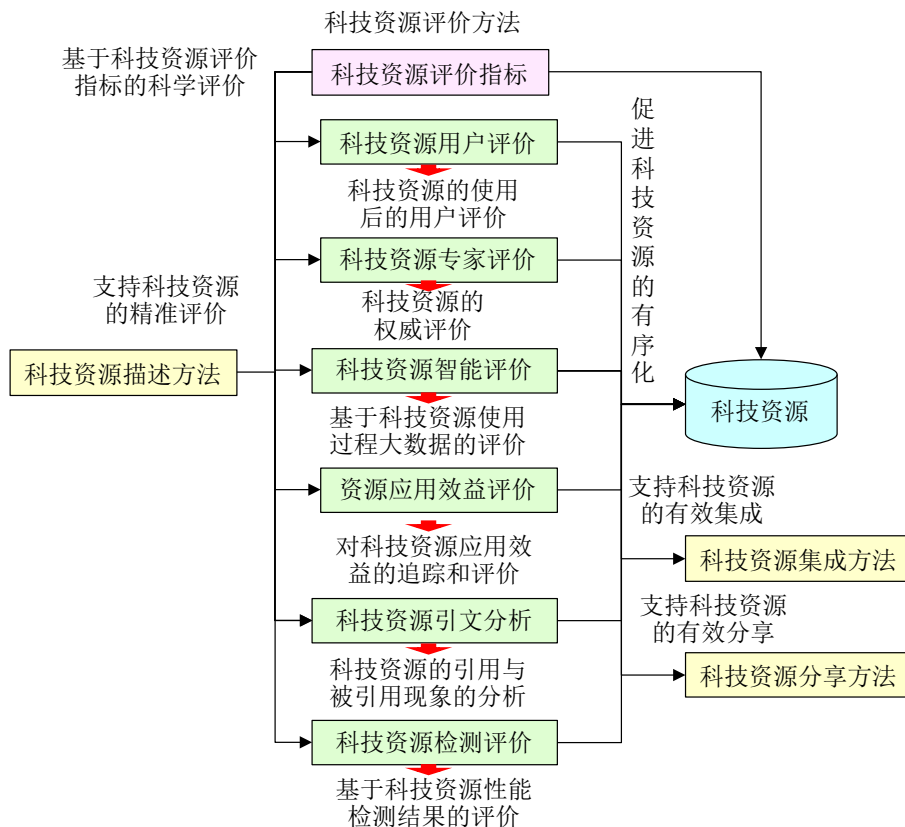 科技资源评价方法
基于科技资源评价
指标的科学评价
科技资源评价指标
促进科技资源的有序化
科技资源用户评价
科技资源的使用
后的用户评价
科技资源专家评价
支持科技资源
的精准评价
科技资源的
权威评价
科技资源描述方法
科技资源智能评价
科技资源
基于科技资源使用
过程大数据的评价
资源应用效益评价
支持科技资源
的有效集成
对科技资源应用效
益的追踪和评价
科技资源集成方法
科技资源引文分析
支持科技资源
的有效分享
科技资源的引用与
被引用现象的分析
科技资源分享方法
科技资源检测评价
基于科技资源性能
检测结果的评价